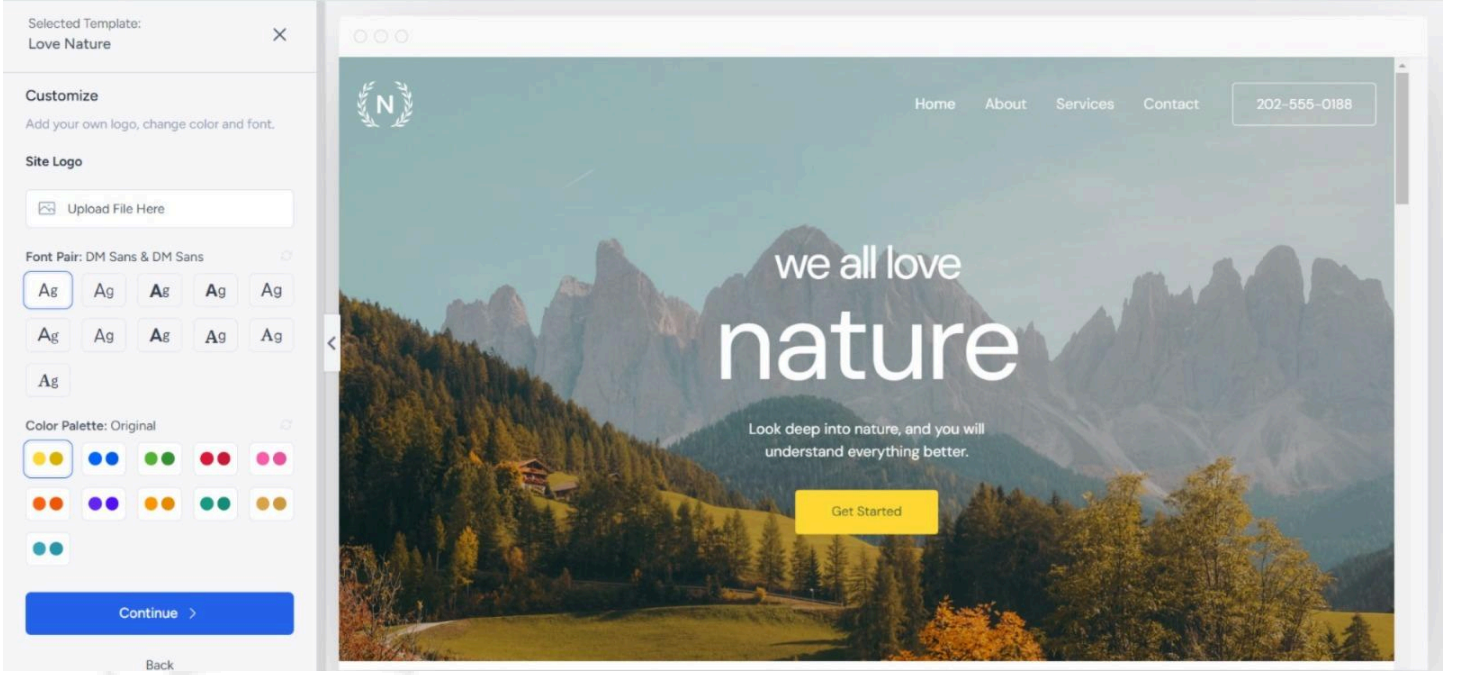 Selected Template:
Love Nature
Customize
Add your own logo, change color and font.
Site Logo
Upload File Here
Font Pair: DM Sans & DM Sans
Ag Ag Ag Ag Ag
Ag Ag Ag Ag Ag
Ag
Color Palette: Original
Continue
Back
N
Home About Services Contact 202-555-0188
we all love
nature
Look deep into nature, and you will
understand everything better.
Get Started